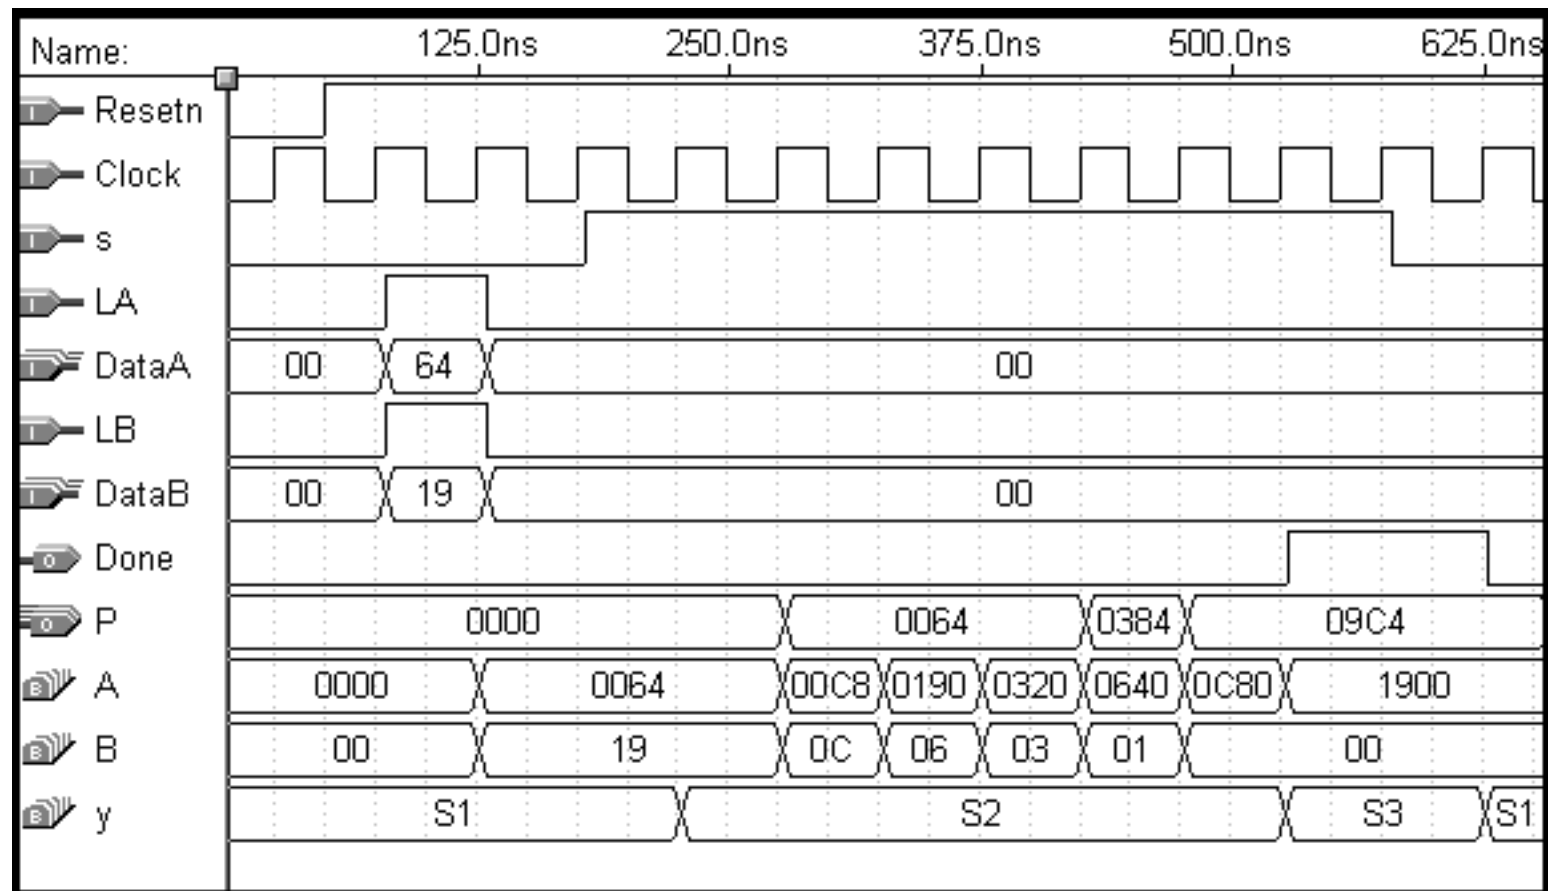 Name: 125.0ns 250.0ns 375.0ns 500.0ns 625.0ns
I Resetn
I Clock
I s
I LA
I DataA 00 64 00
I LB
I DataB 00 19 00
O Done
O P 0000 0064 0384 09C4
B A 0000 0064 00C8 0190 0320 0640 0C80 1900
B B 00 19 0C 06 03 01 00
B y S1 S2 S3 S1